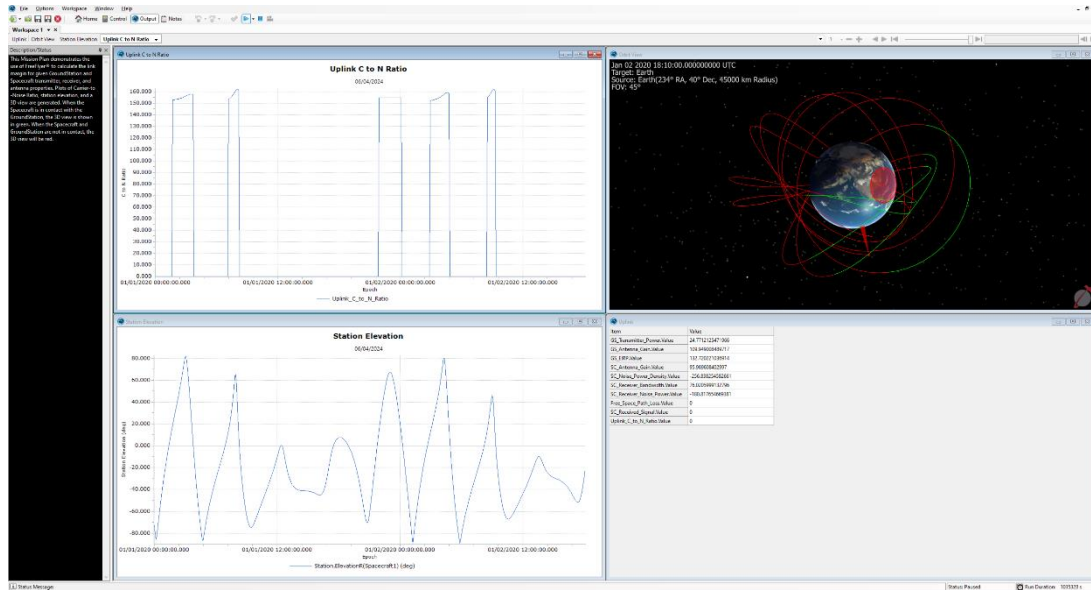 File Options Workspace Window Help
Home Control Output Notes
Workspace 1
Uplink Orbit View Station Elevation Uplink C to N Ratio
Description/Status
This Mission Plan demonstrates the
use of FreeFlyer® to calculate the link
margin for given GroundStation and
Spacecraft transmitter, receiver, and
antenna properties. Plots of Carrier-to
-Noise Ratio, station elevation, and a
3D view are generated. When the
Spacecraft is in contact with the
GroundStation, the 3D view is shown
in green. When the Spacecraft and
GroundStation are not in contact, the
3D view will be red.
Uplink C to N Ratio
Uplink C to N Ratio
06/04/2024
160.000
150.000
140.000
130.000
120.000
110.000
100.000
90.000
80.000
70.000
60.000
50.000
40.000
30.000
20.000
10.000
0.000
C to N Ratio
01/01/2020 00:00:00.000 01/01/2020 12:00:00.000 01/02/2020 00:00:00.000 01/02/2020 12:00:00.000
Epoch
Uplink_C_to_N_Ratio
Orbit View
Jan 02 2020 18:10:00.000000000 UTC
Target: Earth
Source: Earth(234° RA, 40° Dec, 45000 km Radius)
FOV: 45°
Station Elevation
Station Elevation
06/04/2024
80.000
60.000
40.000
20.000
0.000
-20.000
-40.000
-60.000
-80.000
Station Elevation (deg)
01/01/2020 00:00:00.000 01/01/2020 12:00:00.000 01/02/2020 00:00:00.000 01/02/2020 12:00:00.000
Epoch
Station.ElevationR(Spacecraft1) (deg)
Uplink
Item Value
GS_Transmitter_Power.Value
GS_Antenna_Gain.Value
GS_EIRP.Value
SC_Antenna_Gain.Value
SC_Noise_Power_Density.Value
SC_Receiver_Bandwidth.Value
SC_Receiver_Noise_Power.Value
Free_Space_Path_Loss.Value 0
SC_Received_Signal.Value 0
Uplink_C_to_N_Ratio.Value 0
Status Message
Status: Paused
Run Duration